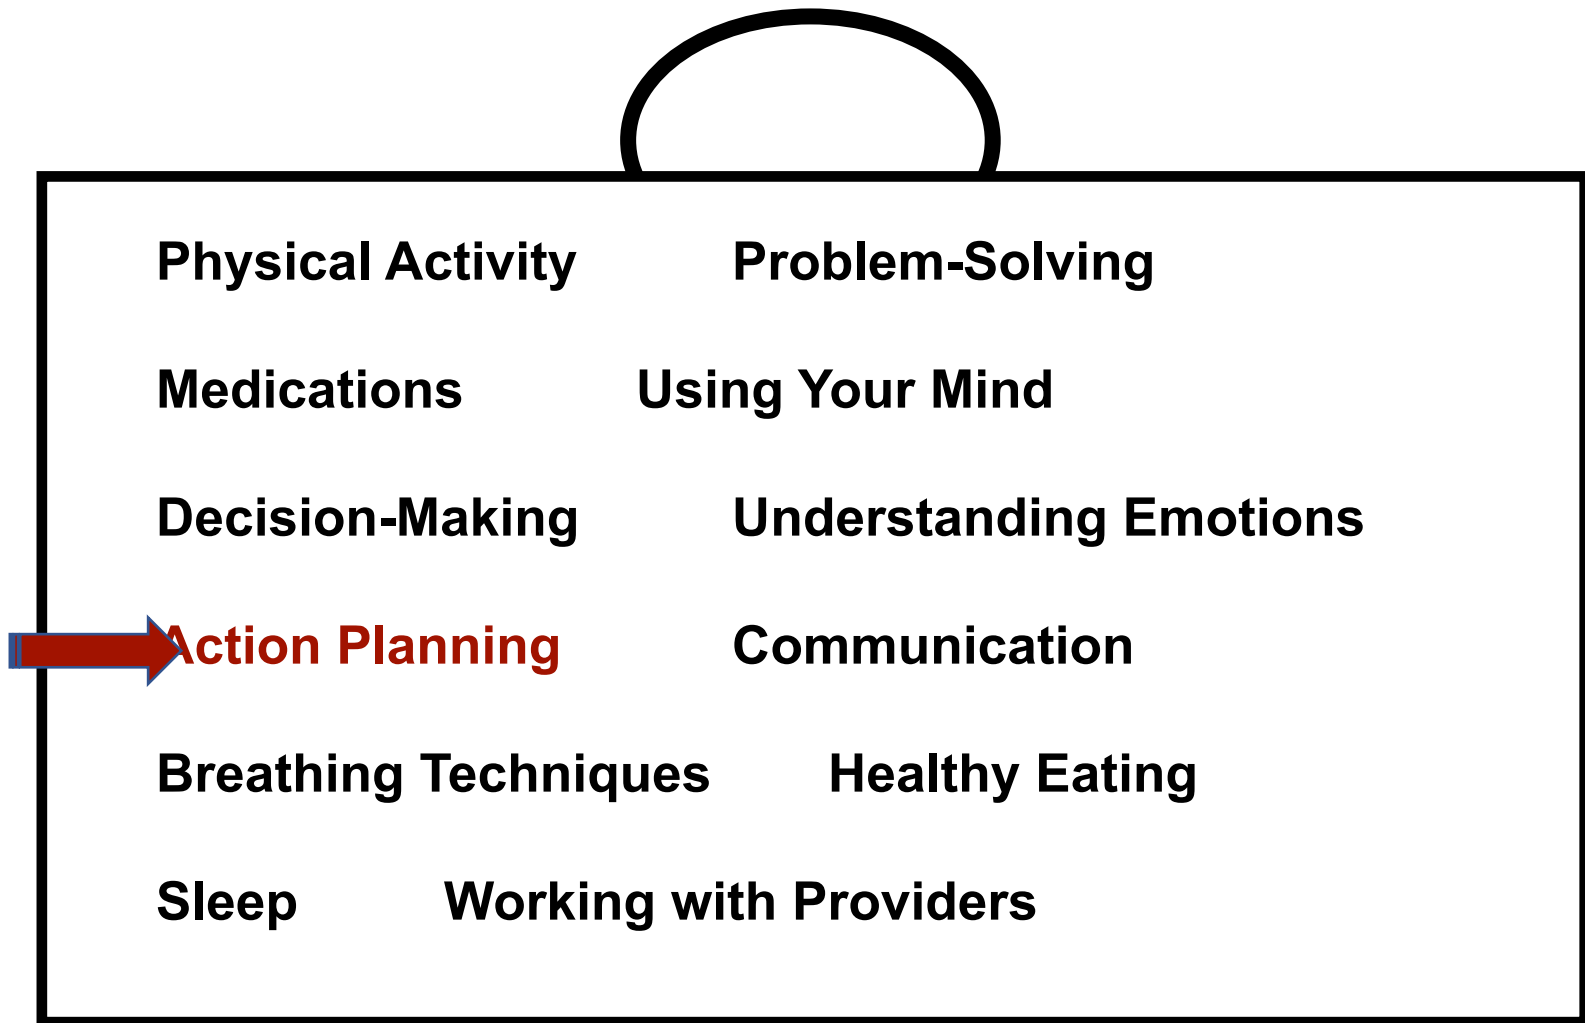 Physical Activity Problem-Solving
Medications Using Your Mind
Decision-Making Understanding Emotions
Action Planning Communication
Breathing Techniques Healthy Eating
Sleep Working with Providers